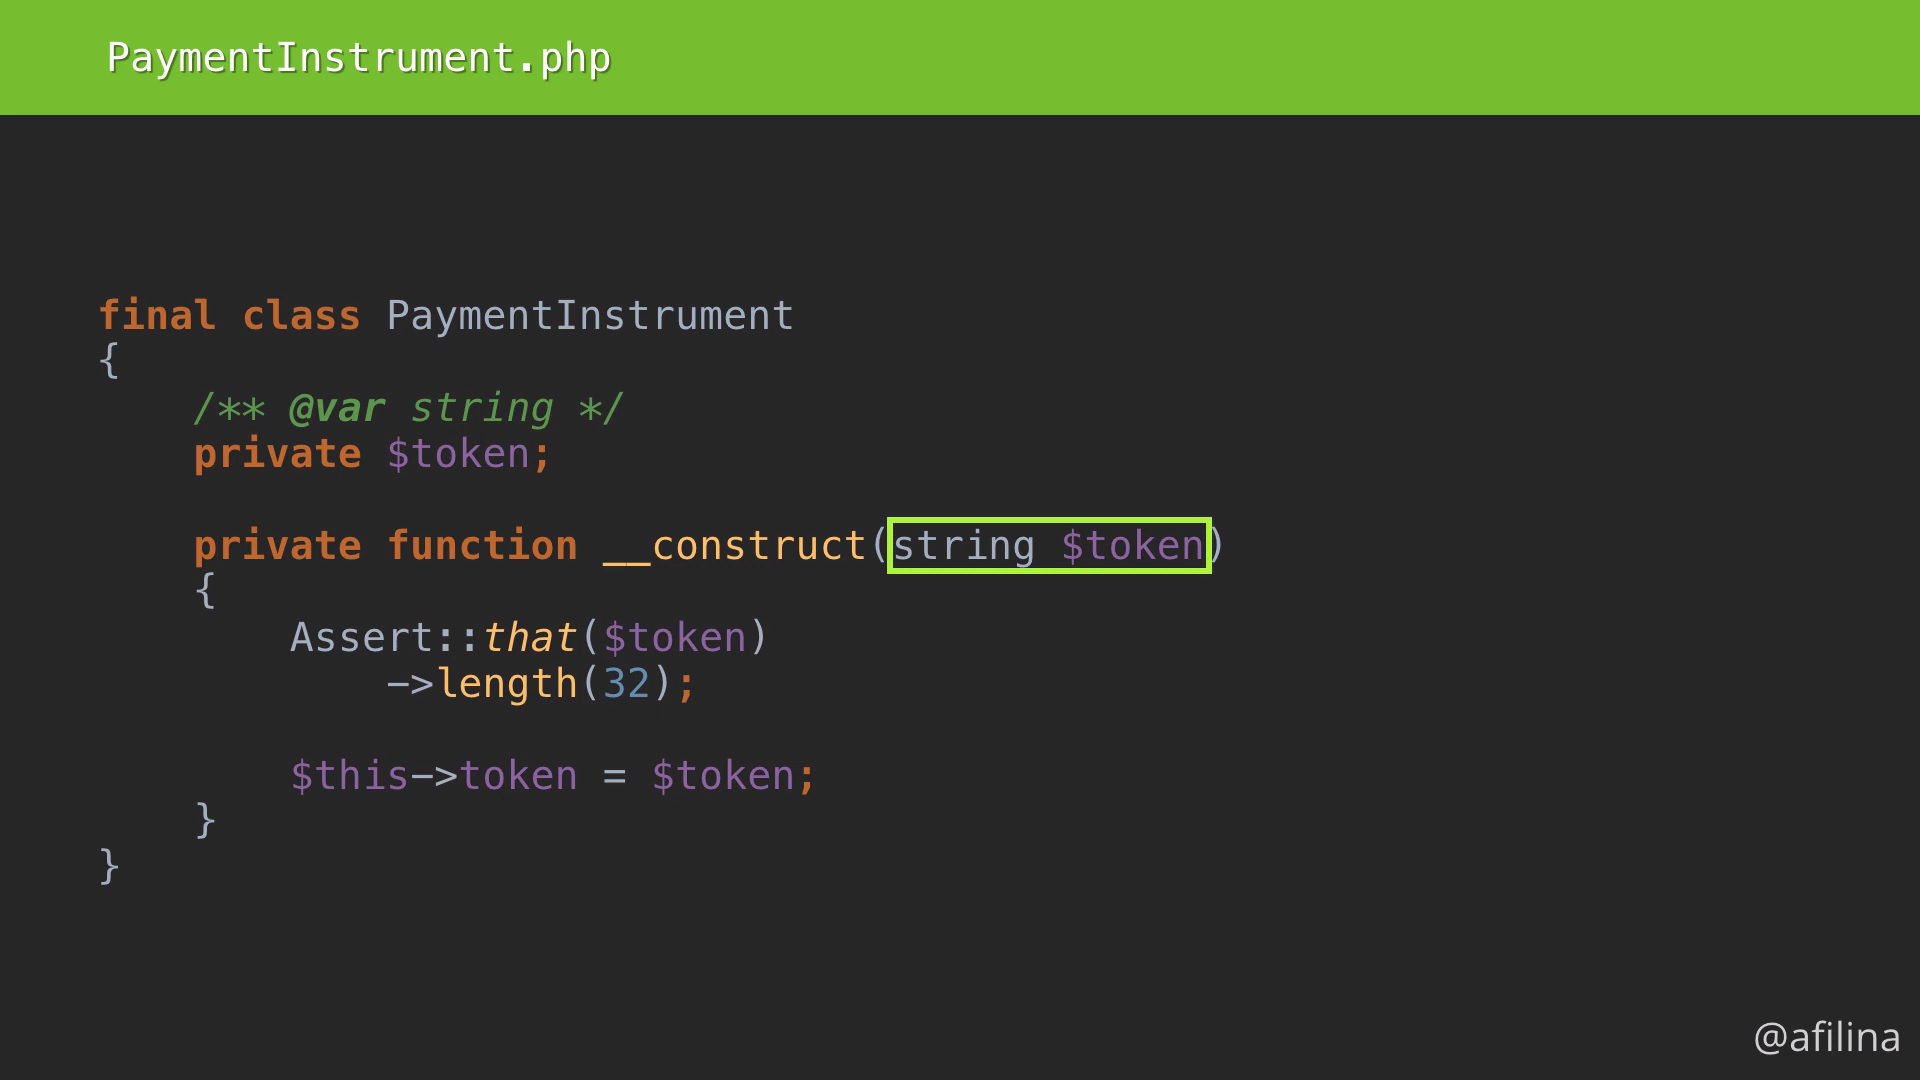 PaymentInstrument.php
final class PaymentInstrument
{
    /** @var string */
    private $token;

    private function __construct(string $token)
    {
        Assert::that($token)
            ->length(32);

        $this->token = $token;
    }
}
@afilina